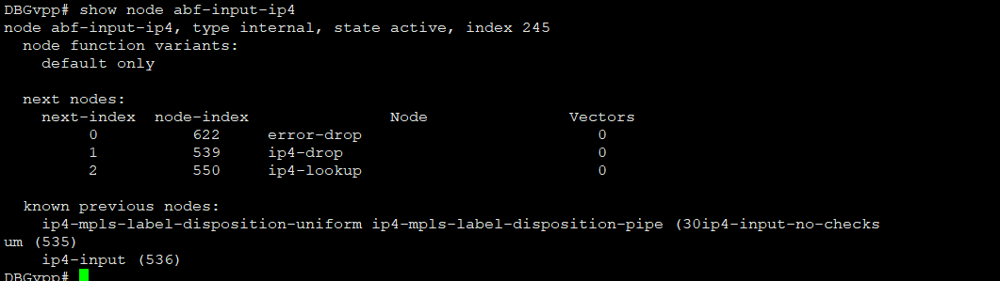 DBGvpp# show node abf-input-ip4
node abf-input-ip4, type internal, state active, index 245
  node function variants:
    default only

  next nodes:
    next-index  node-index               Node               Vectors
         0          622      error-drop                         0
         1          539      ip4-drop                           0
         2          550      ip4-lookup                         0

  known previous nodes:
    ip4-mpls-label-disposition-uniform ip4-mpls-label-disposition-pipe (30ip4-input-no-checks
um (535)
    ip4-input (536)
DBGvpp#